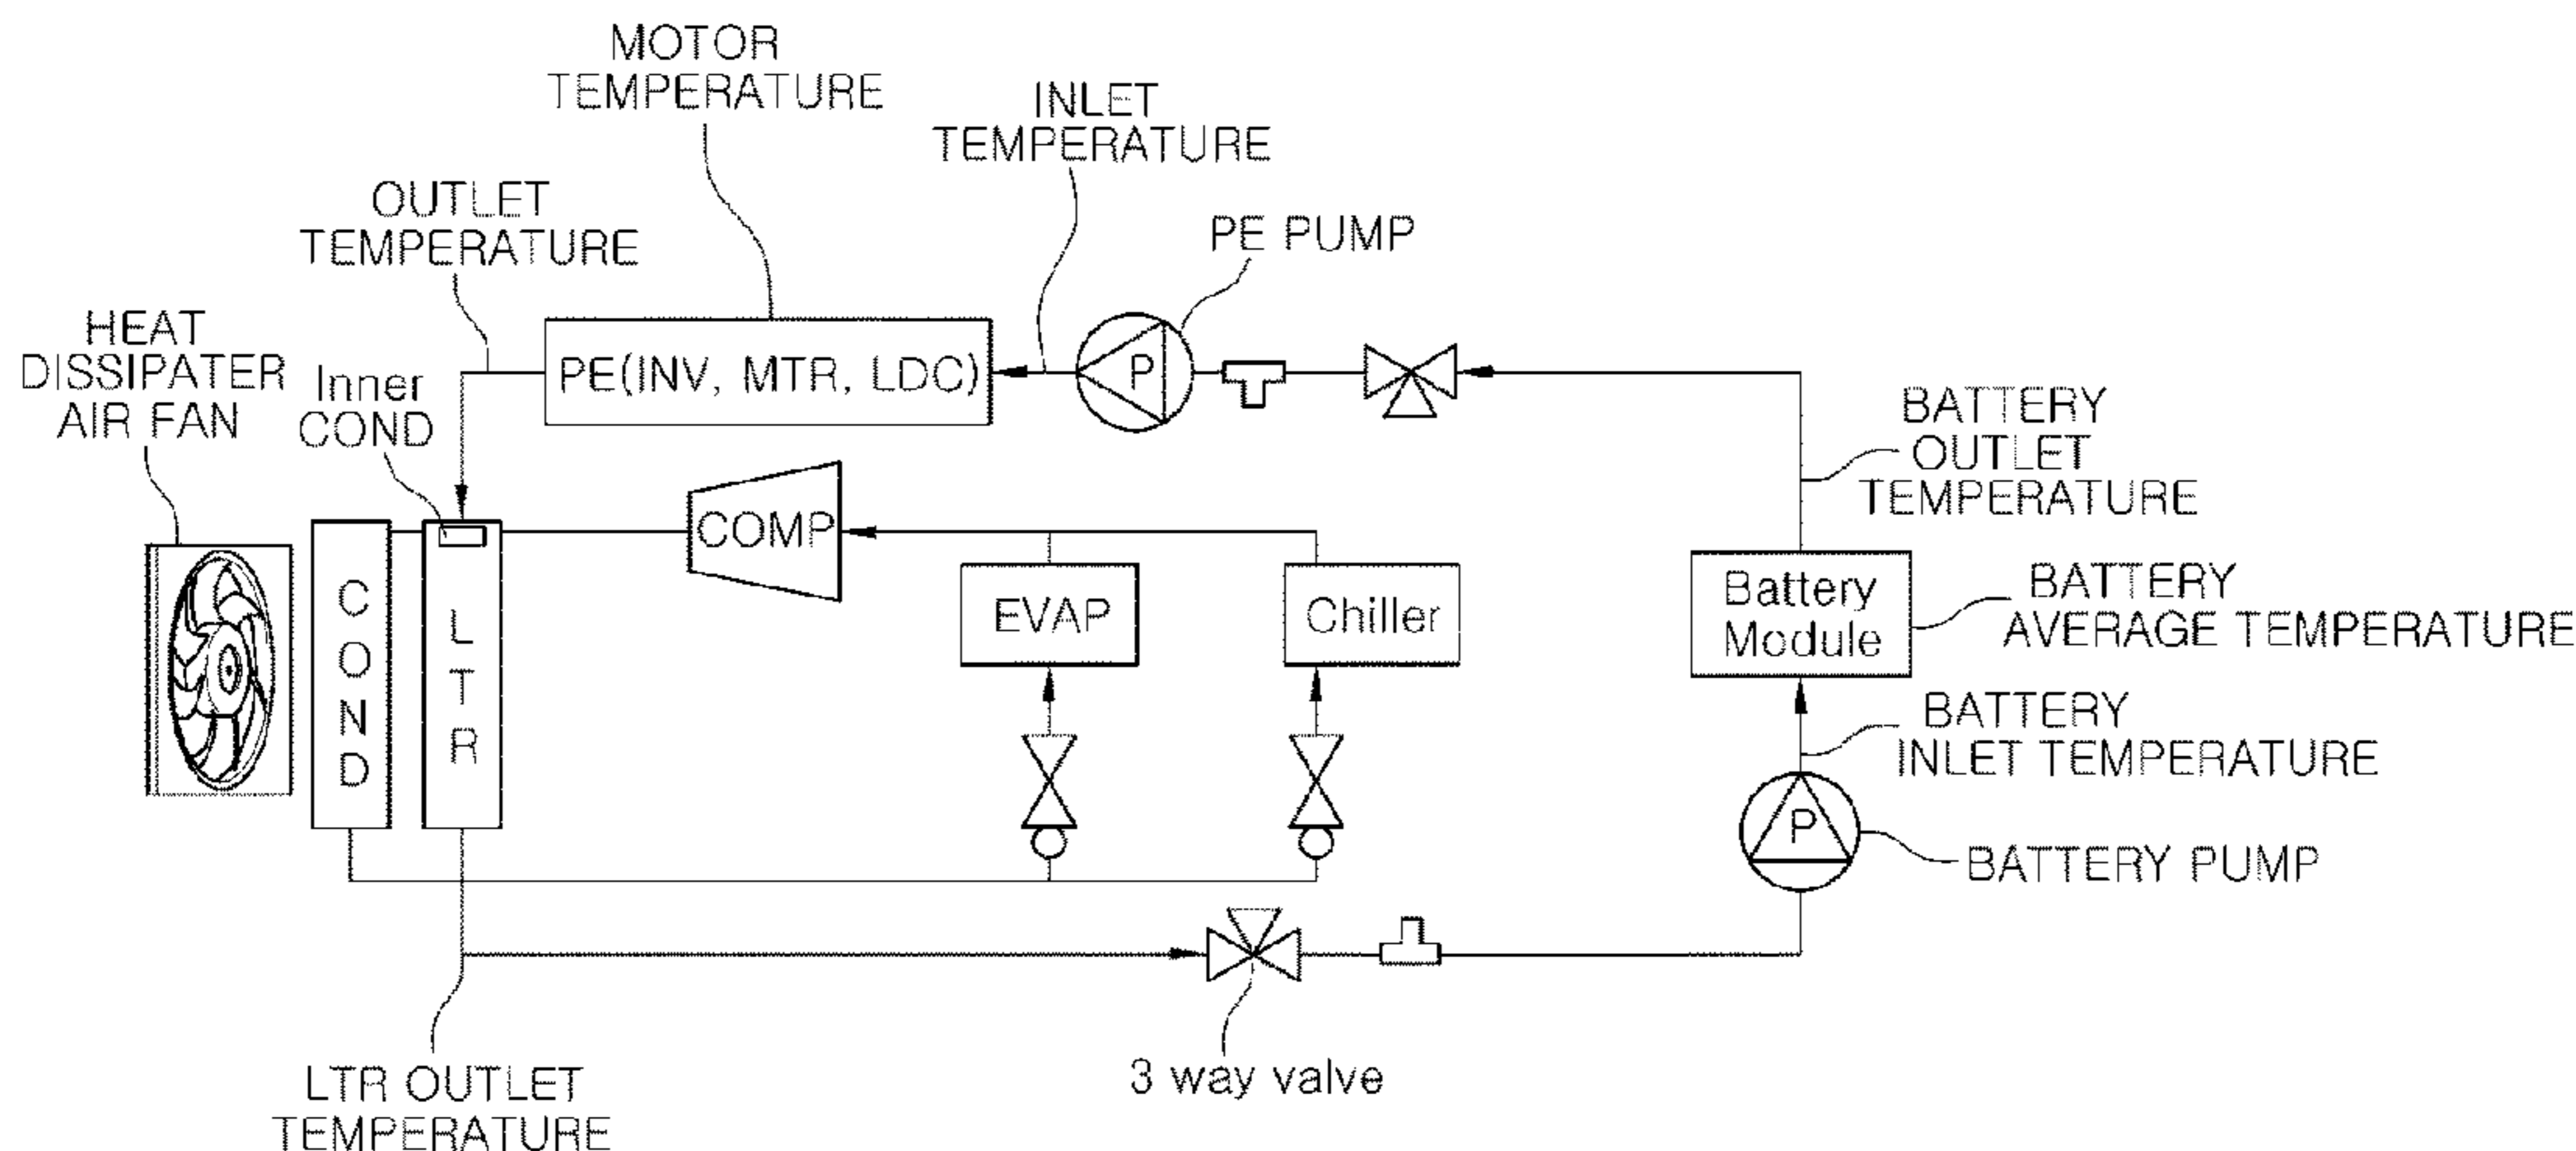 MOTOR
TEMPERATURE
INLET
TEMPERATURE
OUTLET
TEMPERATURE
PE PUMP
HEAT
DISSIPATER
AIR FAN
Inner
COND
PE(INV, MTR, LDC)
P
BATTERY
OUTLET
TEMPERATURE
COMP
COND
LTR
EVAP
Chiller
Battery
Module
BATTERY
AVERAGE TEMPERATURE
BATTERY
INLET TEMPERATURE
P
BATTERY PUMP
3 way valve
LTR OUTLET
TEMPERATURE